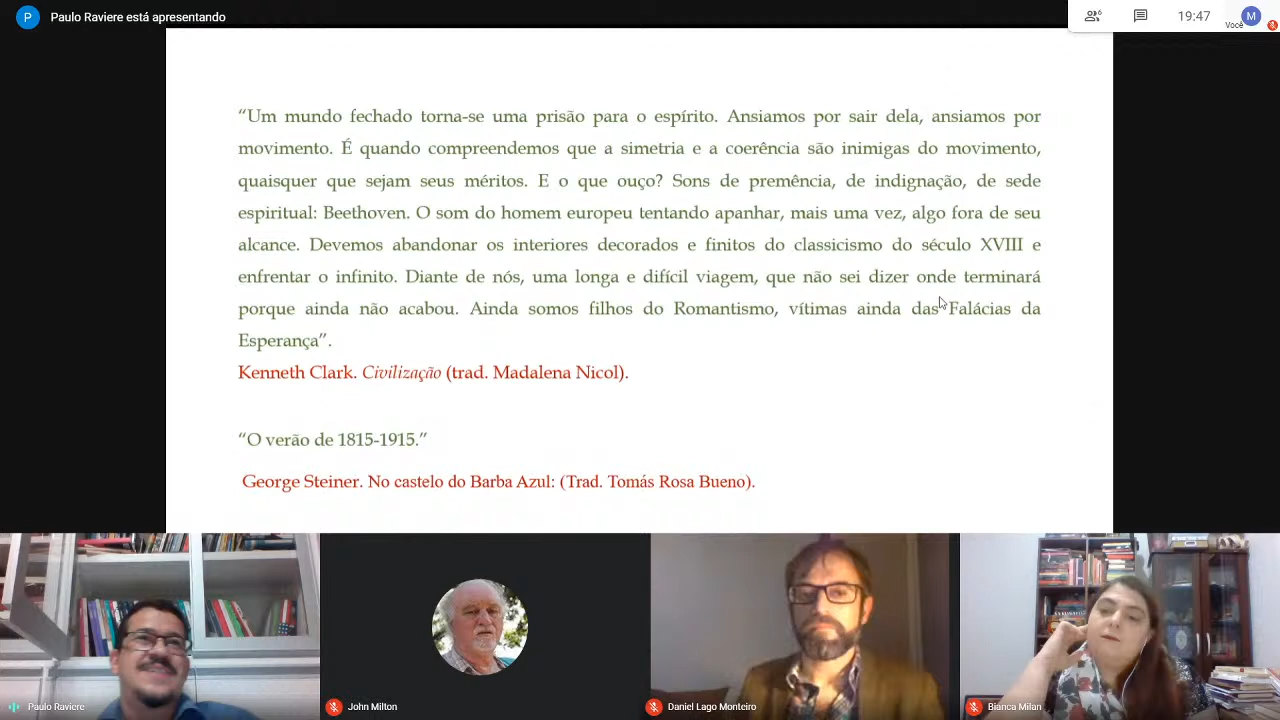 P Paulo Raviere está apresentando
6 19:47 M
Você
“Um mundo fechado torna-se uma prisão para o espírito. Ansiamos por sair dela, ansiamos por
movimento. É quando compreendemos que a simetria e a coerência são inimigas do movimento,
quaisquer que sejam seus méritos. E o que ouço? Sons de premência, de indignação, de sede
espiritual: Beethoven. O som do homem europeu tentando apanhar, mais uma vez, algo fora de seu
alcance. Devemos abandonar os interiores decorados e finitos do classicismo do século XVIII e
enfrentar o infinito. Diante de nós, uma longa e difícil viagem, que não sei dizer onde terminará
porque ainda não acabou. Ainda somos filhos do Romantismo, vítimas ainda das Falácias da
Esperança”.
Kenneth Clark. Civilização (trad. Madalena Nicol).
“O verão de 1815-1915.”
George Steiner. No castelo do Barba Azul: (Trad. Tomás Rosa Bueno).
Paulo Raviere
John Milton
Daniel Lago Monteiro
Bianca Milan